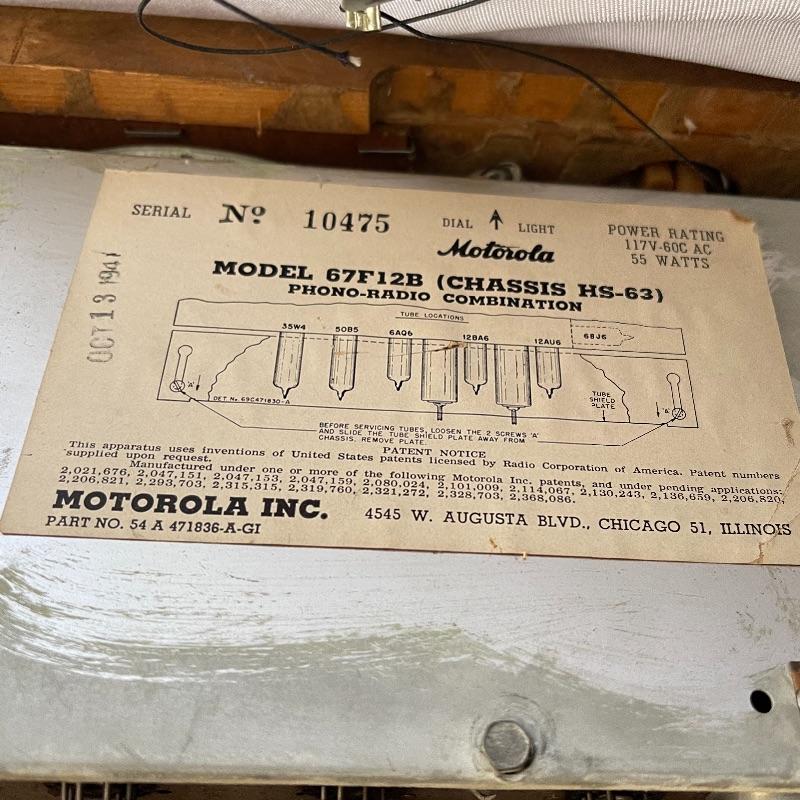 SERIAL Nº 10475
DIAL LIGHT
POWER RATING
117V-60C AC
55 WATTS
Motorola
OCT 13 1947
MODEL 67F12B (CHASSIS HS-63)
PHONO-RADIO COMBINATION
TUBE LOCATIONS
35W4 50B5 6AQ6 12BA6 12AU6 68J6
"A" TUBE SHIELD PLATE "A"
DET. No. 69C471830-A
BEFORE SERVICING TUBES, LOOSEN THE 2 SCREWS "A"
AND SLIDE THE TUBE SHIELD PLATE AWAY FROM
CHASSIS. REMOVE PLATE.
PATENT NOTICE
This apparatus uses inventions of United States patents licensed by Radio Corporation of America. Patent numbers
supplied upon request.
Manufactured under one or more of the following Motorola Inc. patents, and under pending applications:
2,021,676, 2,047,151, 2,047,153, 2,047,159, 2,080,024, 2,101,009, 2,114,067, 2,130,243, 2,136,659, 2,206,820,
2,206,821, 2,293,703, 2,315,315, 2,319,760, 2,321,272, 2,328,703, 2,368,086.
MOTOROLA INC. 4545 W. AUGUSTA BLVD., CHICAGO 51, ILLINOIS
PART NO. 54 A 471836-A-GI